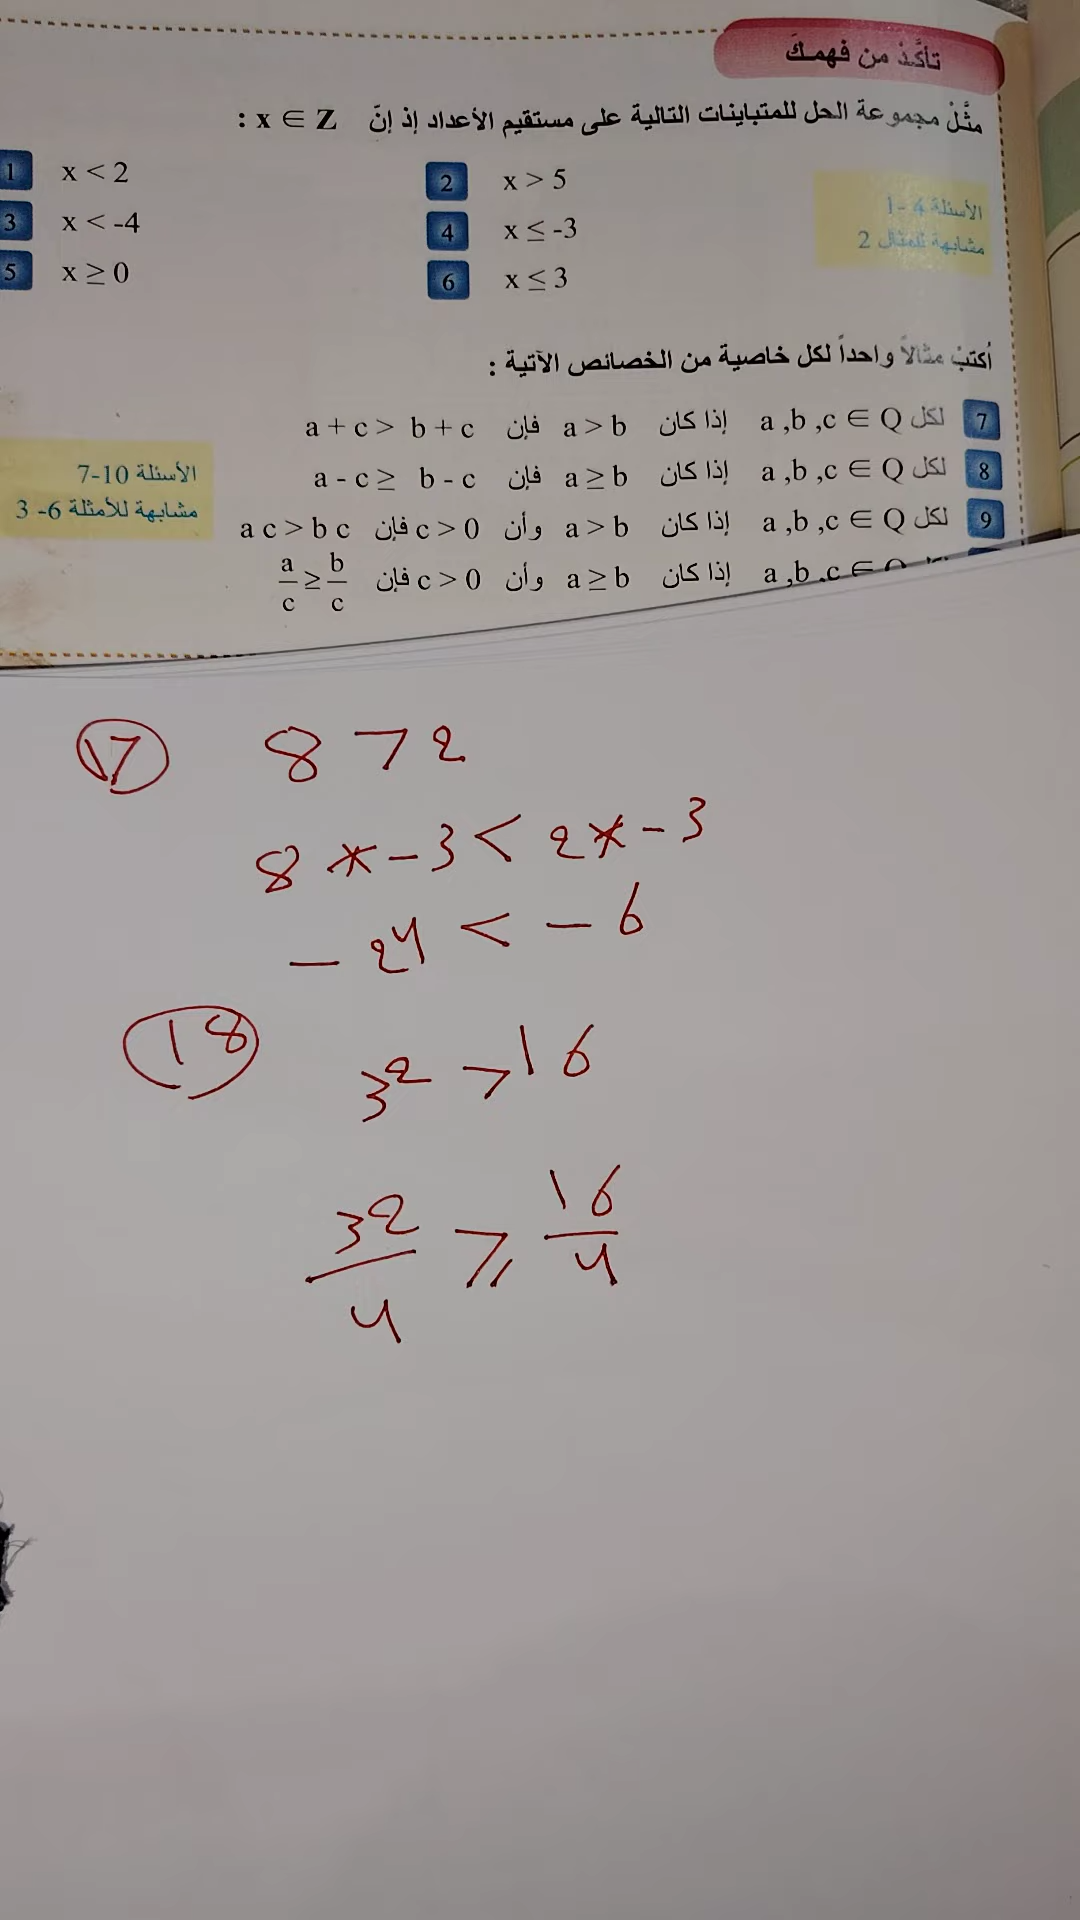 تأكَّدْ من فهمكَ
مثّلْ مجموعة الحل للمتباينات التالية على مستقيم الأعداد إذ إنّ x ∈ Z :
1 x < 2
2 x > 5
الأسئلة 4-1
3 x < -4
4 x ≤ -3
مشابهة للمثال 2
5 x ≥ 0
6 x ≤ 3
أكتبْ مثالاً واحداً لكل خاصية من الخصائص الآتية :
7 لكل a ,b ,c ∈ Q إذا كان a > b فإن a + c > b + c
8 لكل a ,b ,c ∈ Q إذا كان a ≥ b فإن a - c ≥ b - c
الأسئلة 10-7
مشابهة للأمثلة 6- 3
9 لكل a ,b ,c ∈ Q إذا كان a > b وأن c > 0 فإن a c > b c
a ,b ,c ∈ Q إذا كان a ≥ b وأن c > 0 فإن a/c ≥ b/c
17 8 > 2
8 * - 3 < 2 * - 3
- 24 < - 6
18 32 > 16
32/4 ≥ 16/4